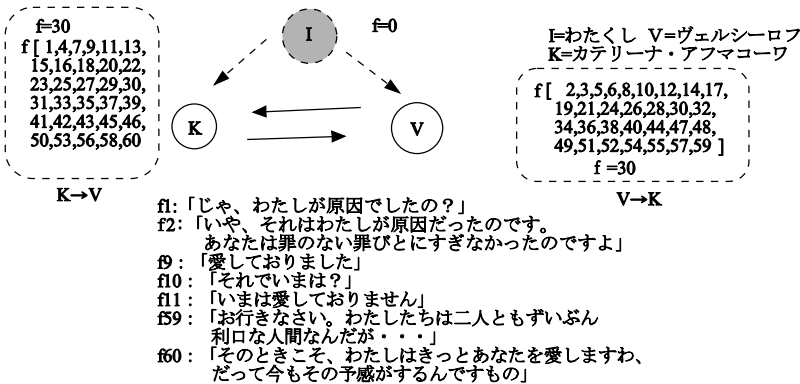 f=30
f [ 1,4,7,9,11,13,
15,16,18,20,22,
23,25,27,29,30,
31,33,35,37,39,
41,42,43,45,46,
50,53,56,58,60
K→V
I
f=0
K
V
I=わたくし V=ヴェルシーロフ
K=カテリーナ・アフマコーワ
f [ 2,3,5,6,8,10,12,14,17,
19,21,24,26,28,30,32,
34,36,38,40,44,47,48,
49,51,52,54,55,57,59 ]
f =30
V→K
f1:「じゃ、わたしが原因でしたの？」
f2:「いや、それはわたしが原因だったのです。
あなたは罪のない罪びとにすぎなかったのですよ」
f9 : 「愛しておりました」
f10 : 「それでいまは？」
f11 : 「いまは愛しておりません」
f59 : 「お行きなさい。わたしたちは二人ともずいぶん
利口な人間なんだが・・・」
f60 : 「そのときこそ、わたしはきっとあなたを愛しますわ、
だって今もその予感がするんですもの」